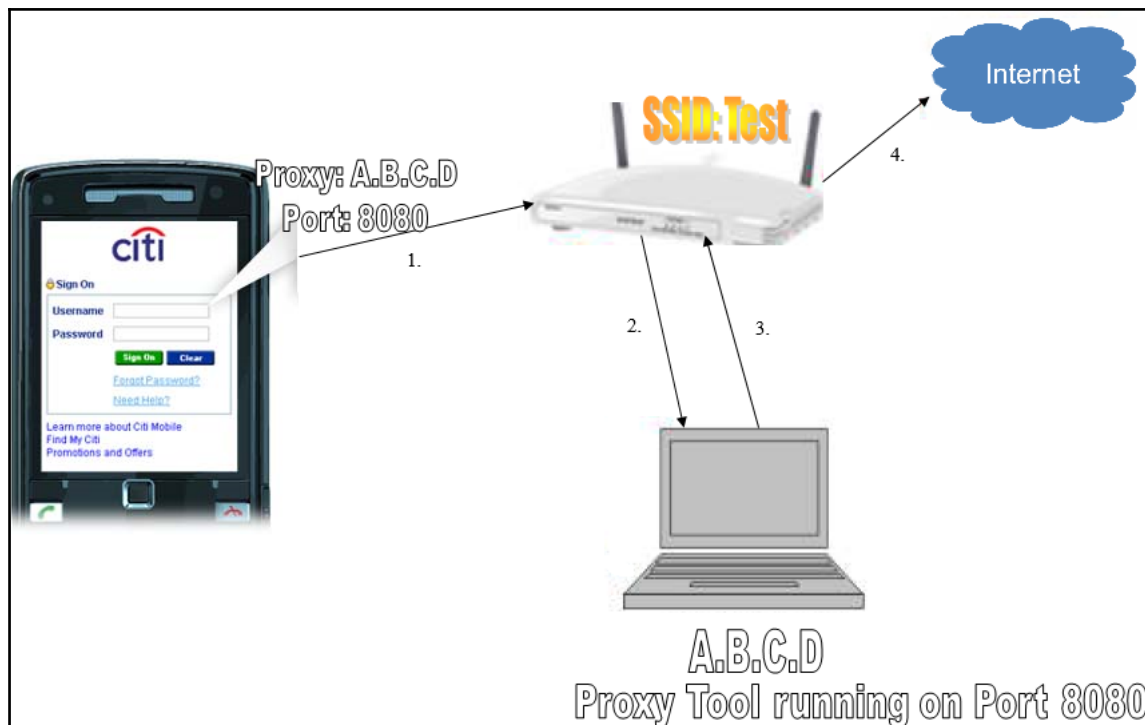 Internet
SSID: Test
4.
Proxy: A.B.C.D
Port: 8080
1.
citi
Sign On
Username
Password
Sign On Clear
Forgot Password?
Need Help?
Learn more about Citi Mobile
Find My Citi
Promotions and Offers
2.
3.
A.B.C.D
Proxy Tool running on Port 8080